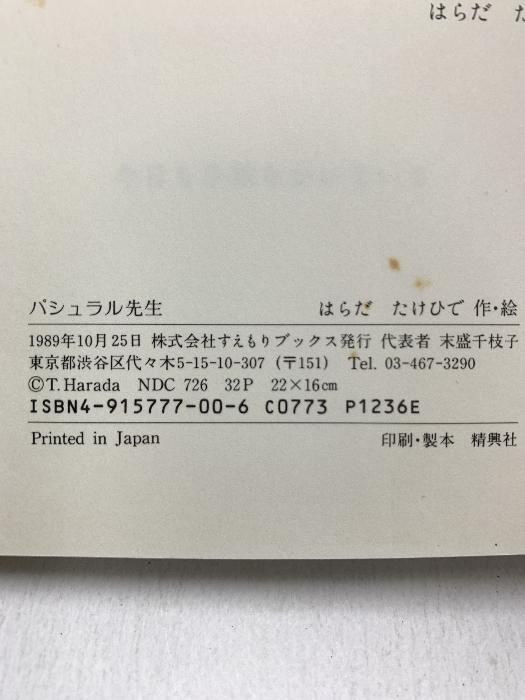 はらだ
パシュラル先生 はらだ たけひで 作・絵
1989年10月25日 株式会社すえもりブックス発行 代表者 末盛千枝子
東京都渋谷区代々木5-15-10-307 (〒151) Tel. 03-467-3290
©T.Harada NDC 726 32P 22×16cm
ISBN4-915777-00-6 C0773 P1236E
Printed in Japan 印刷・製本 精興社